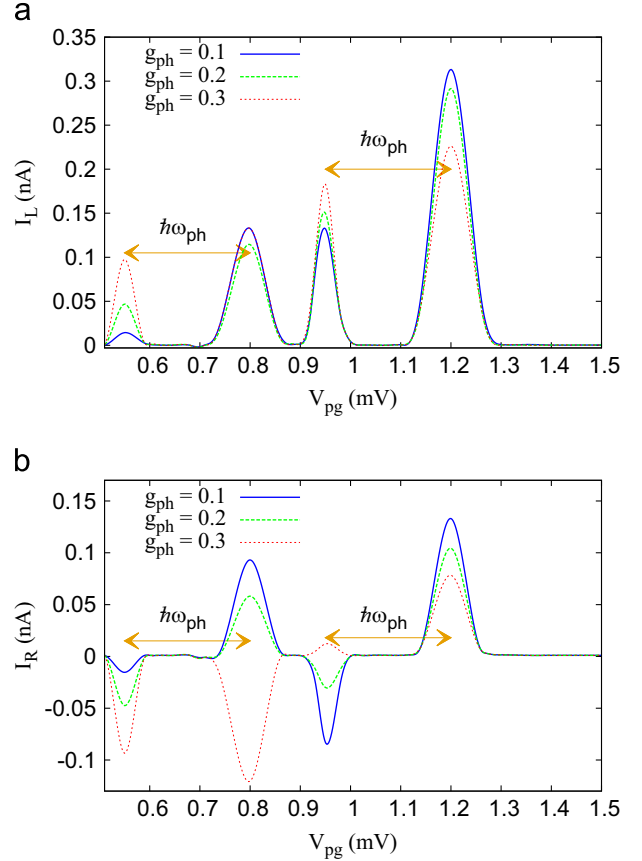 a
0.35
0.3
0.25
0.2
0.15
0.1
0.05
0
I_L (nA)
g_ph = 0.1
g_ph = 0.2
g_ph = 0.3
ℏω_ph
ℏω_ph
0.6 0.7 0.8 0.9 1 1.1 1.2 1.3 1.4 1.5
V_pg (mV)
b
0.15
0.1
0.05
0
-0.05
-0.1
I_R (nA)
g_ph = 0.1
g_ph = 0.2
g_ph = 0.3
ℏω_ph
ℏω_ph
0.6 0.7 0.8 0.9 1 1.1 1.2 1.3 1.4 1.5
V_pg (mV)